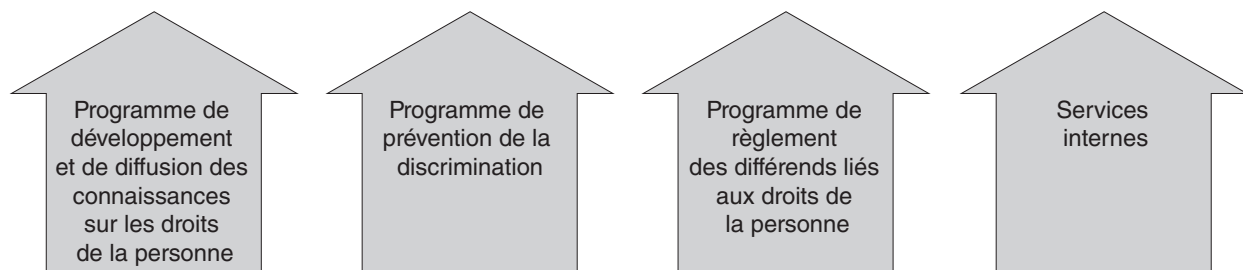 Programme de
développement
et de diffusion des
connaissances
sur les droits
de la personne
Programme de
prévention de la
discrimination
Programme de
règlement
des différends liés
aux droits de
la personne
Services
internes